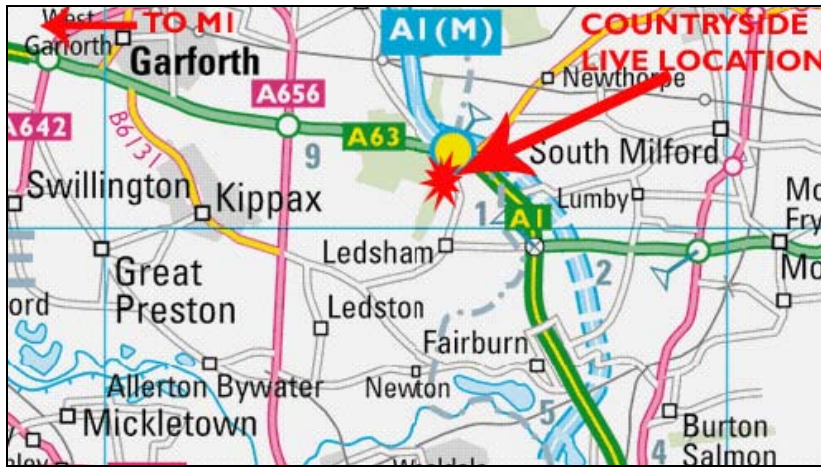 West
Garforth
TO M1
Garforth
A1(M)
COUNTRYSIDE
LIVE LOCATION
Newthorpe
A656
A642
B6131
A63
9
South Milford
Swillington
Kippax
1
A1
Lumby
Ledsham
Great
Preston
2
Ledston
Fairburn
Allerton Bywater
Newton
Mickletown
5
Burton
Salmon
4